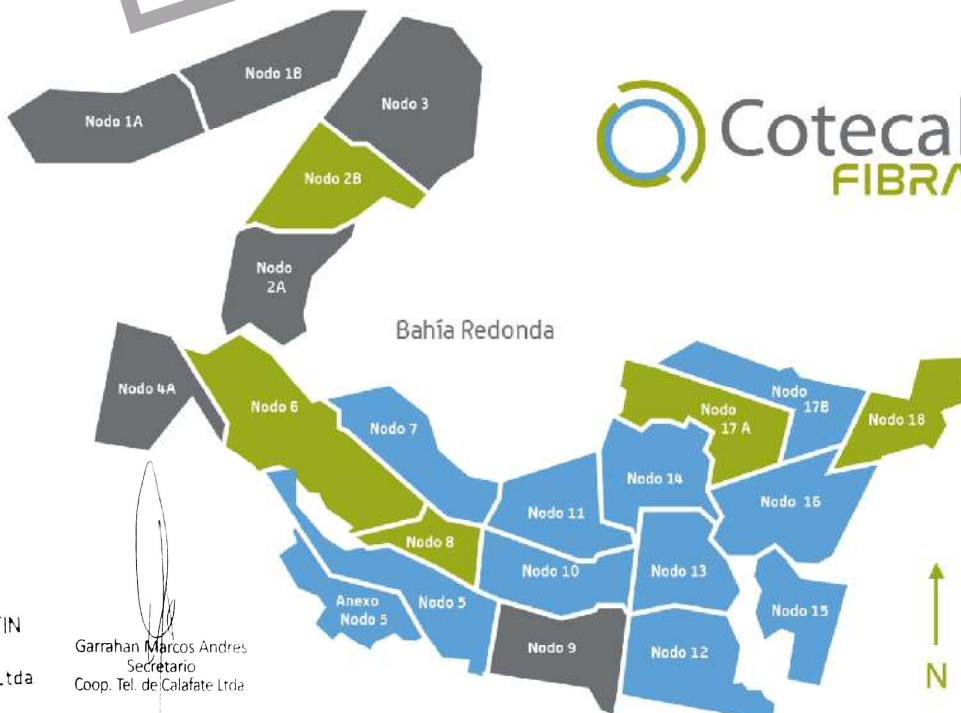 Nodo 1A
Nodo 1B
Nodo 3
Nodo 2B
Nodo
2A
Cotecal
FIBRA
Bahía Redonda
Nodo 4A
Nodo 6
Nodo 7
Nodo
17 A
Nodo
17B
Nodo 18
Nodo 14
Nodo 16
Nodo 11
Nodo 8
Nodo 10
Nodo 13
Anexo
Nodo 5
Nodo 5
Nodo 9
Nodo 12
Nodo 15
N
TIN
Ltda
Garrahan Marcos Andres
Secretario
Coop. Tel. de Calafate Ltda.